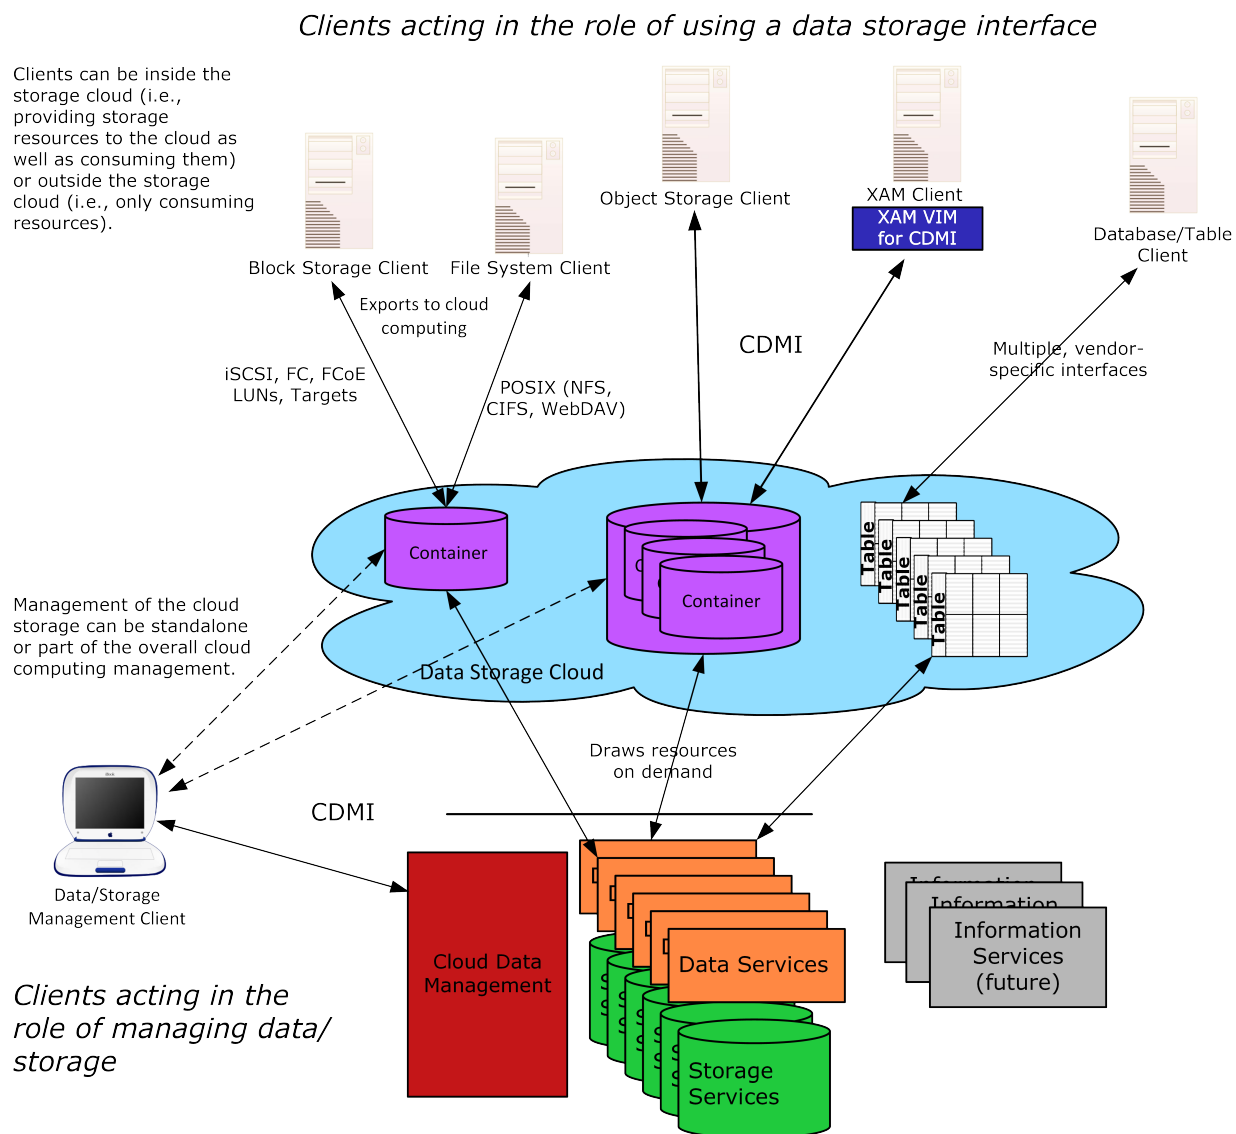 Clients acting in the role of using a data storage interface
Clients can be inside the
storage cloud (i.e.,
providing storage
resources to the cloud as
well as consuming them)
or outside the storage
cloud (i.e., only consuming
resources).
Block Storage Client
File System Client
Object Storage Client
XAM Client
XAM VIM
for CDMI
Database/Table
Client
Exports to cloud
computing
iSCSI, FC, FCoE
LUNs, Targets
POSIX (NFS,
CIFS, WebDAV)
CDMI
Multiple, vendor-
specific interfaces
Container
Container
Table
Table
Table
Table
Table
Data Storage Cloud
Management of the cloud
storage can be standalone
or part of the overall cloud
computing management.
Draws resources
on demand
CDMI
Data/Storage
Management Client
Cloud Data
Management
Data Services
Storage
Services
Information
Information
Information
Services
(future)
Clients acting in the
role of managing data/
storage